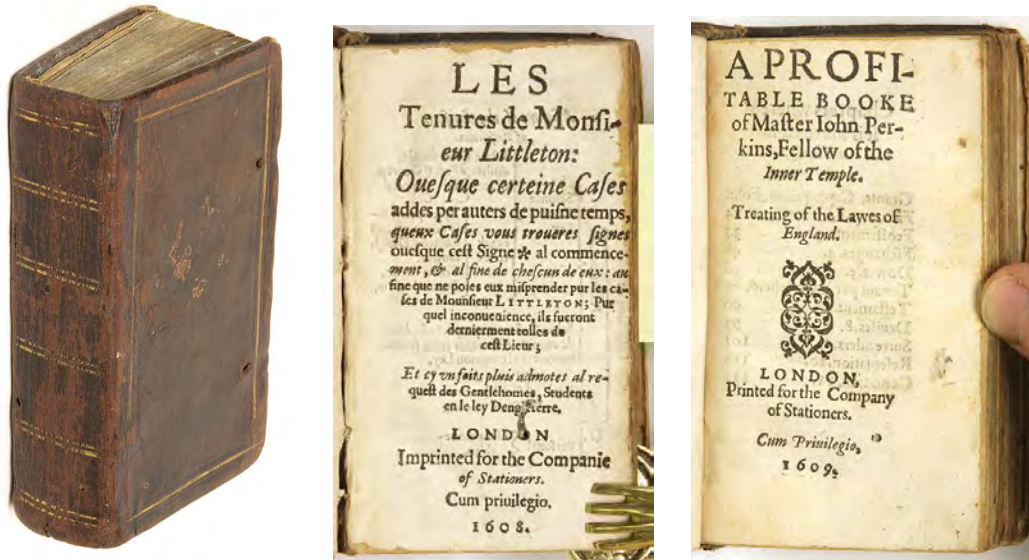 LES
Tenures de Monſi-
eur Littleton:
Oueſque certeine Caſes
addes per auters de puiſne temps,
queux Caſes vous troueres ſignes
oueſque ceſt Signe * al commence-
ment, & al fine de cheſcun de eux: au
fine que ne poies eux miſprender pur les ca-
ſes de Mounſieur LITTLETON; Pur
quel inconuenience, ils fueront
dernierment tolles de
ceſt Lieur;
Et cy vn faits pluis admotes al re-
queſt des Gentlehomes, Students
en le ley Deng
LONDON
Imprinted for the Companie
of Stationers.
Cum priuilegio.
1608.
A PROFI-
TABLE BOOKE
of Maſter Iohn Per-
kins, Fellow of the
Inner Temple.
Treating of the Lawes of
England.
LONDON,
Printed for the Company
of Stationers.
Cum Priuilegio,
1609.